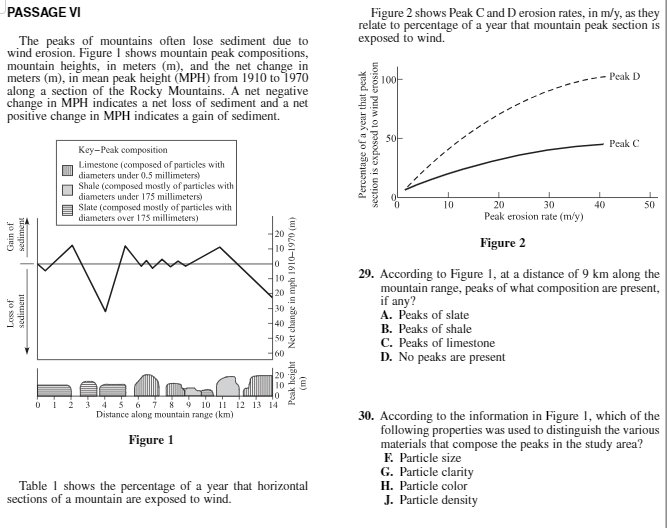 PASSAGE VI
The peaks of mountains often lose sediment due to
wind erosion. Figure 1 shows mountain peak compositions,
mountain heights, in meters (m), and the net change in
meters (m), in mean peak height (MPH) from 1910 to 1970
along a section of the Rocky Mountains. A net negative
change in MPH indicates a net loss of sediment and a net
positive change in MPH indicates a gain of sediment.
Key–Peak composition
Limestone (composed of particles with
diameters under 0.5 millimeters)
Shale (composed mostly of particles with
diameters under 175 millimeters)
Slate (composed mostly of particles with
diameters over 175 millimeters)
Gain of
sediment
Loss of
sediment
20
10
0
10
20
30
40
50
60
Net change in mph 1910–1970 (m)
20
10
0
Peak height
(m)
0 1 2 3 4 5 6 7 8 9 10 11 12 13 14
Distance along mountain range (km)
Figure 1
Table 1 shows the percentage of a year that horizontal
sections of a mountain are exposed to wind.
Figure 2 shows Peak C and D erosion rates, in m/y, as they
relate to percentage of a year that mountain peak section is
exposed to wind.
Percentage of a year that peak
section is exposed to wind erosion
100
50
0
Peak D
Peak C
10 20 30 40 50
Peak erosion rate (m/y)
Figure 2
29. According to Figure 1, at a distance of 9 km along the
mountain range, peaks of what composition are present,
if any?
A. Peaks of slate
B. Peaks of shale
C. Peaks of limestone
D. No peaks are present
30. According to the information in Figure 1, which of the
following properties was used to distinguish the various
materials that compose the peaks in the study area?
F. Particle size
G. Particle clarity
H. Particle color
J. Particle density